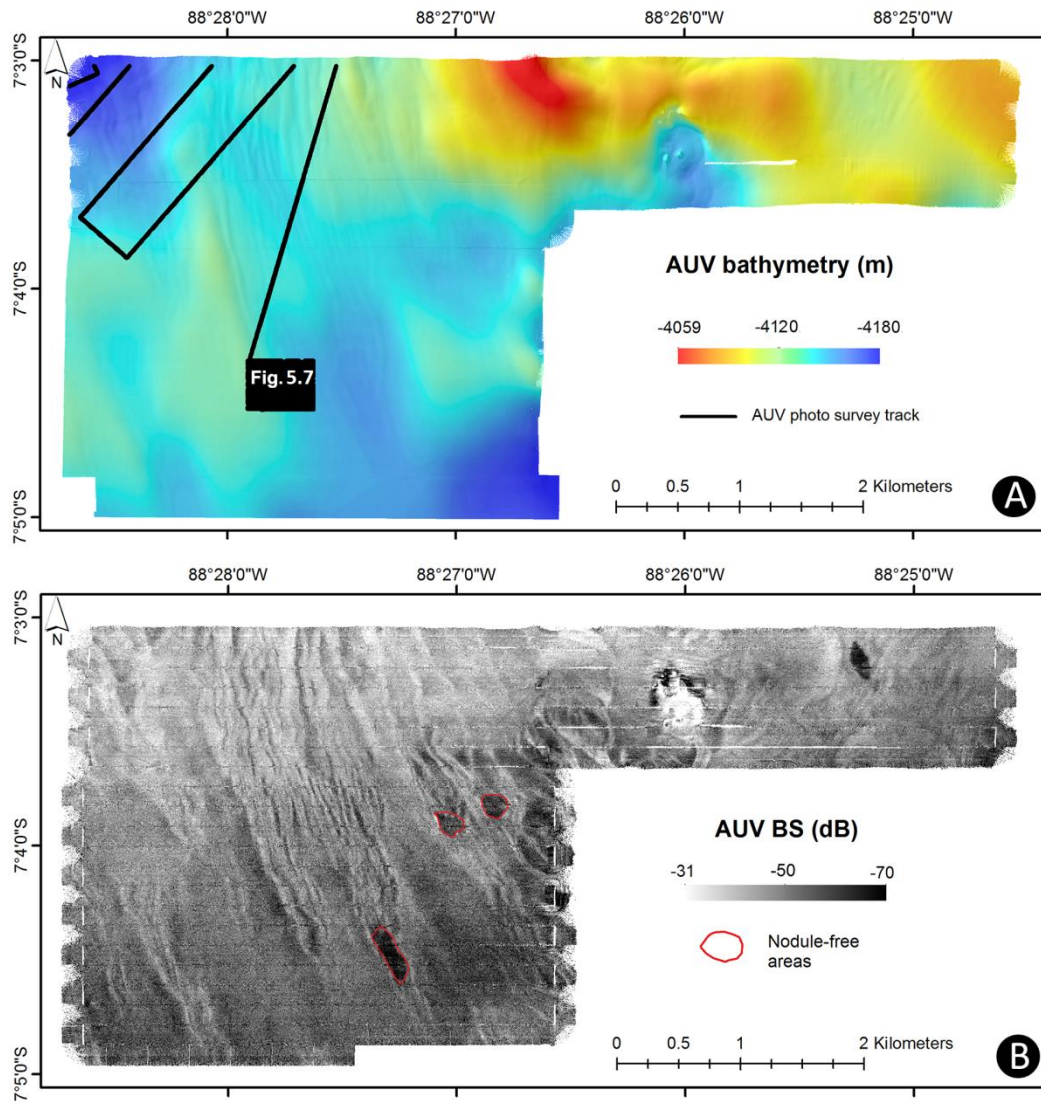 88°28'0"W 88°27'0"W 88°26'0"W 88°25'0"W
7°3'0"S
N
7°4'0"S
7°5'0"S
Fig. 5.7
AUV bathymetry (m)
-4059 -4120 -4180
AUV photo survey track
0 0.5 1 2 Kilometers
A
88°28'0"W 88°27'0"W 88°26'0"W 88°25'0"W
7°3'0"S
N
7°4'0"S
7°5'0"S
AUV BS (dB)
-31 -50 -70
Nodule-free
areas
0 0.5 1 2 Kilometers
B